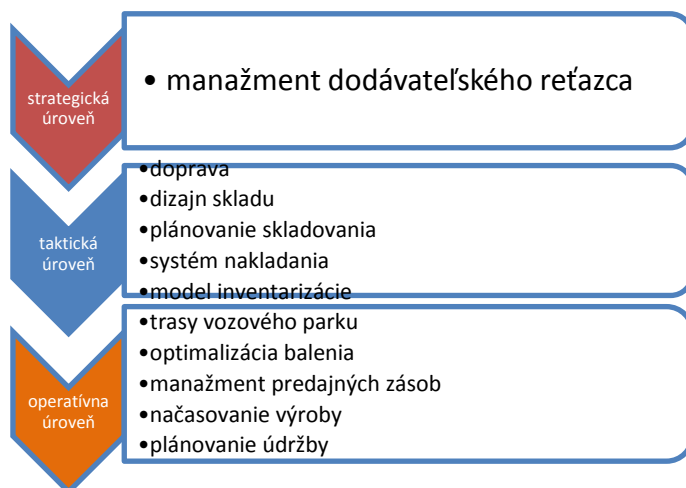 strategická
úroveň
• manažment dodávateľského reťazca
taktická
úroveň
•doprava
•dizajn skladu
•plánovanie skladovania
•systém nakladania
•model inventarizácie
operatívna
úroveň
•trasy vozového parku
•optimalizácia balenia
•manažment predajných zásob
•načasovanie výroby
•plánovanie údržby